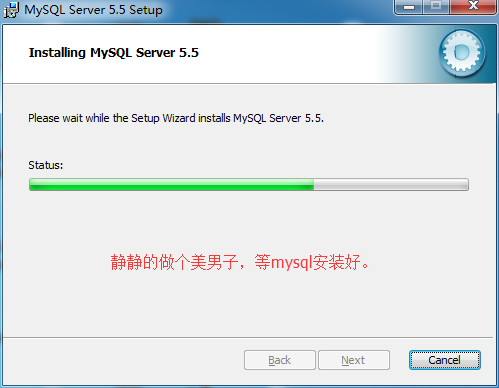 MySQL Server 5.5 Setup
Installing MySQL Server 5.5
Please wait while the Setup Wizard installs MySQL Server 5.5.
Status:
静静的做个美男子，等mysql安装好。
Back Next Cancel